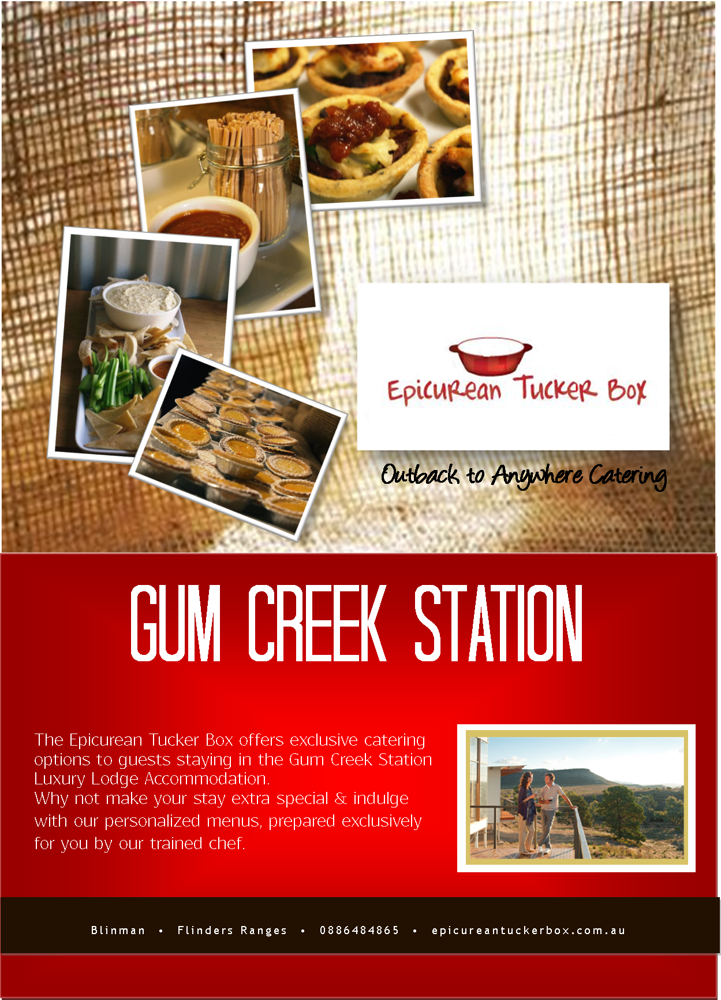 Epicurean Tucker Box
Outback to Anywhere Catering
GUM CREEK STATION
The Epicurean Tucker Box offers exclusive catering
options to guests staying in the Gum Creek Station
Luxury Lodge Accommodation.
Why not make your stay extra special & indulge
with our personalized menus, prepared exclusively
for you by our trained chef.
Blinman • Flinders Ranges • 0886484865 • epicureantuckerbox.com.au